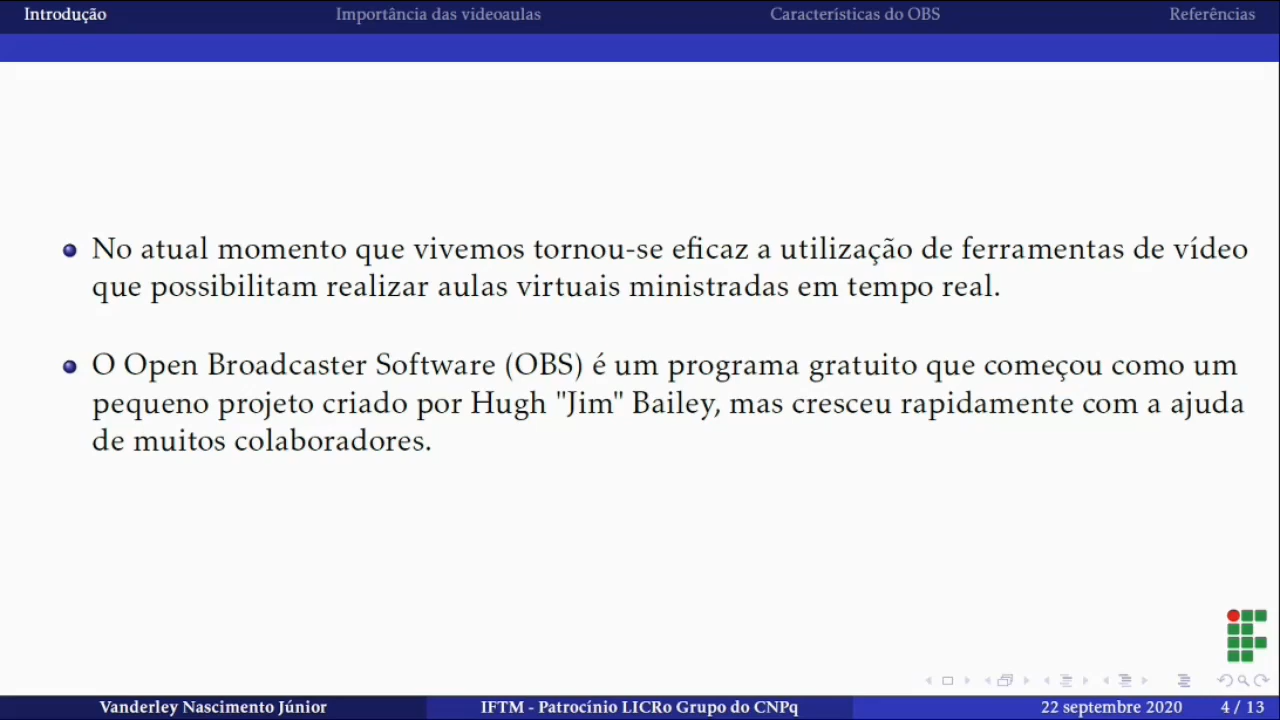 Introdução Importância das videoaulas Características do OBS Referências
No atual momento que vivemos tornou-se eficaz a utilização de ferramentas de vídeo
que possibilitam realizar aulas virtuais ministradas em tempo real.
O Open Broadcaster Software (OBS) é um programa gratuito que começou como um
pequeno projeto criado por Hugh "Jim" Bailey, mas cresceu rapidamente com a ajuda
de muitos colaboradores.
Vanderley Nascimento Júnior IFTM - Patrocínio LICRo Grupo do CNPq 22 septembre 2020 4 / 13